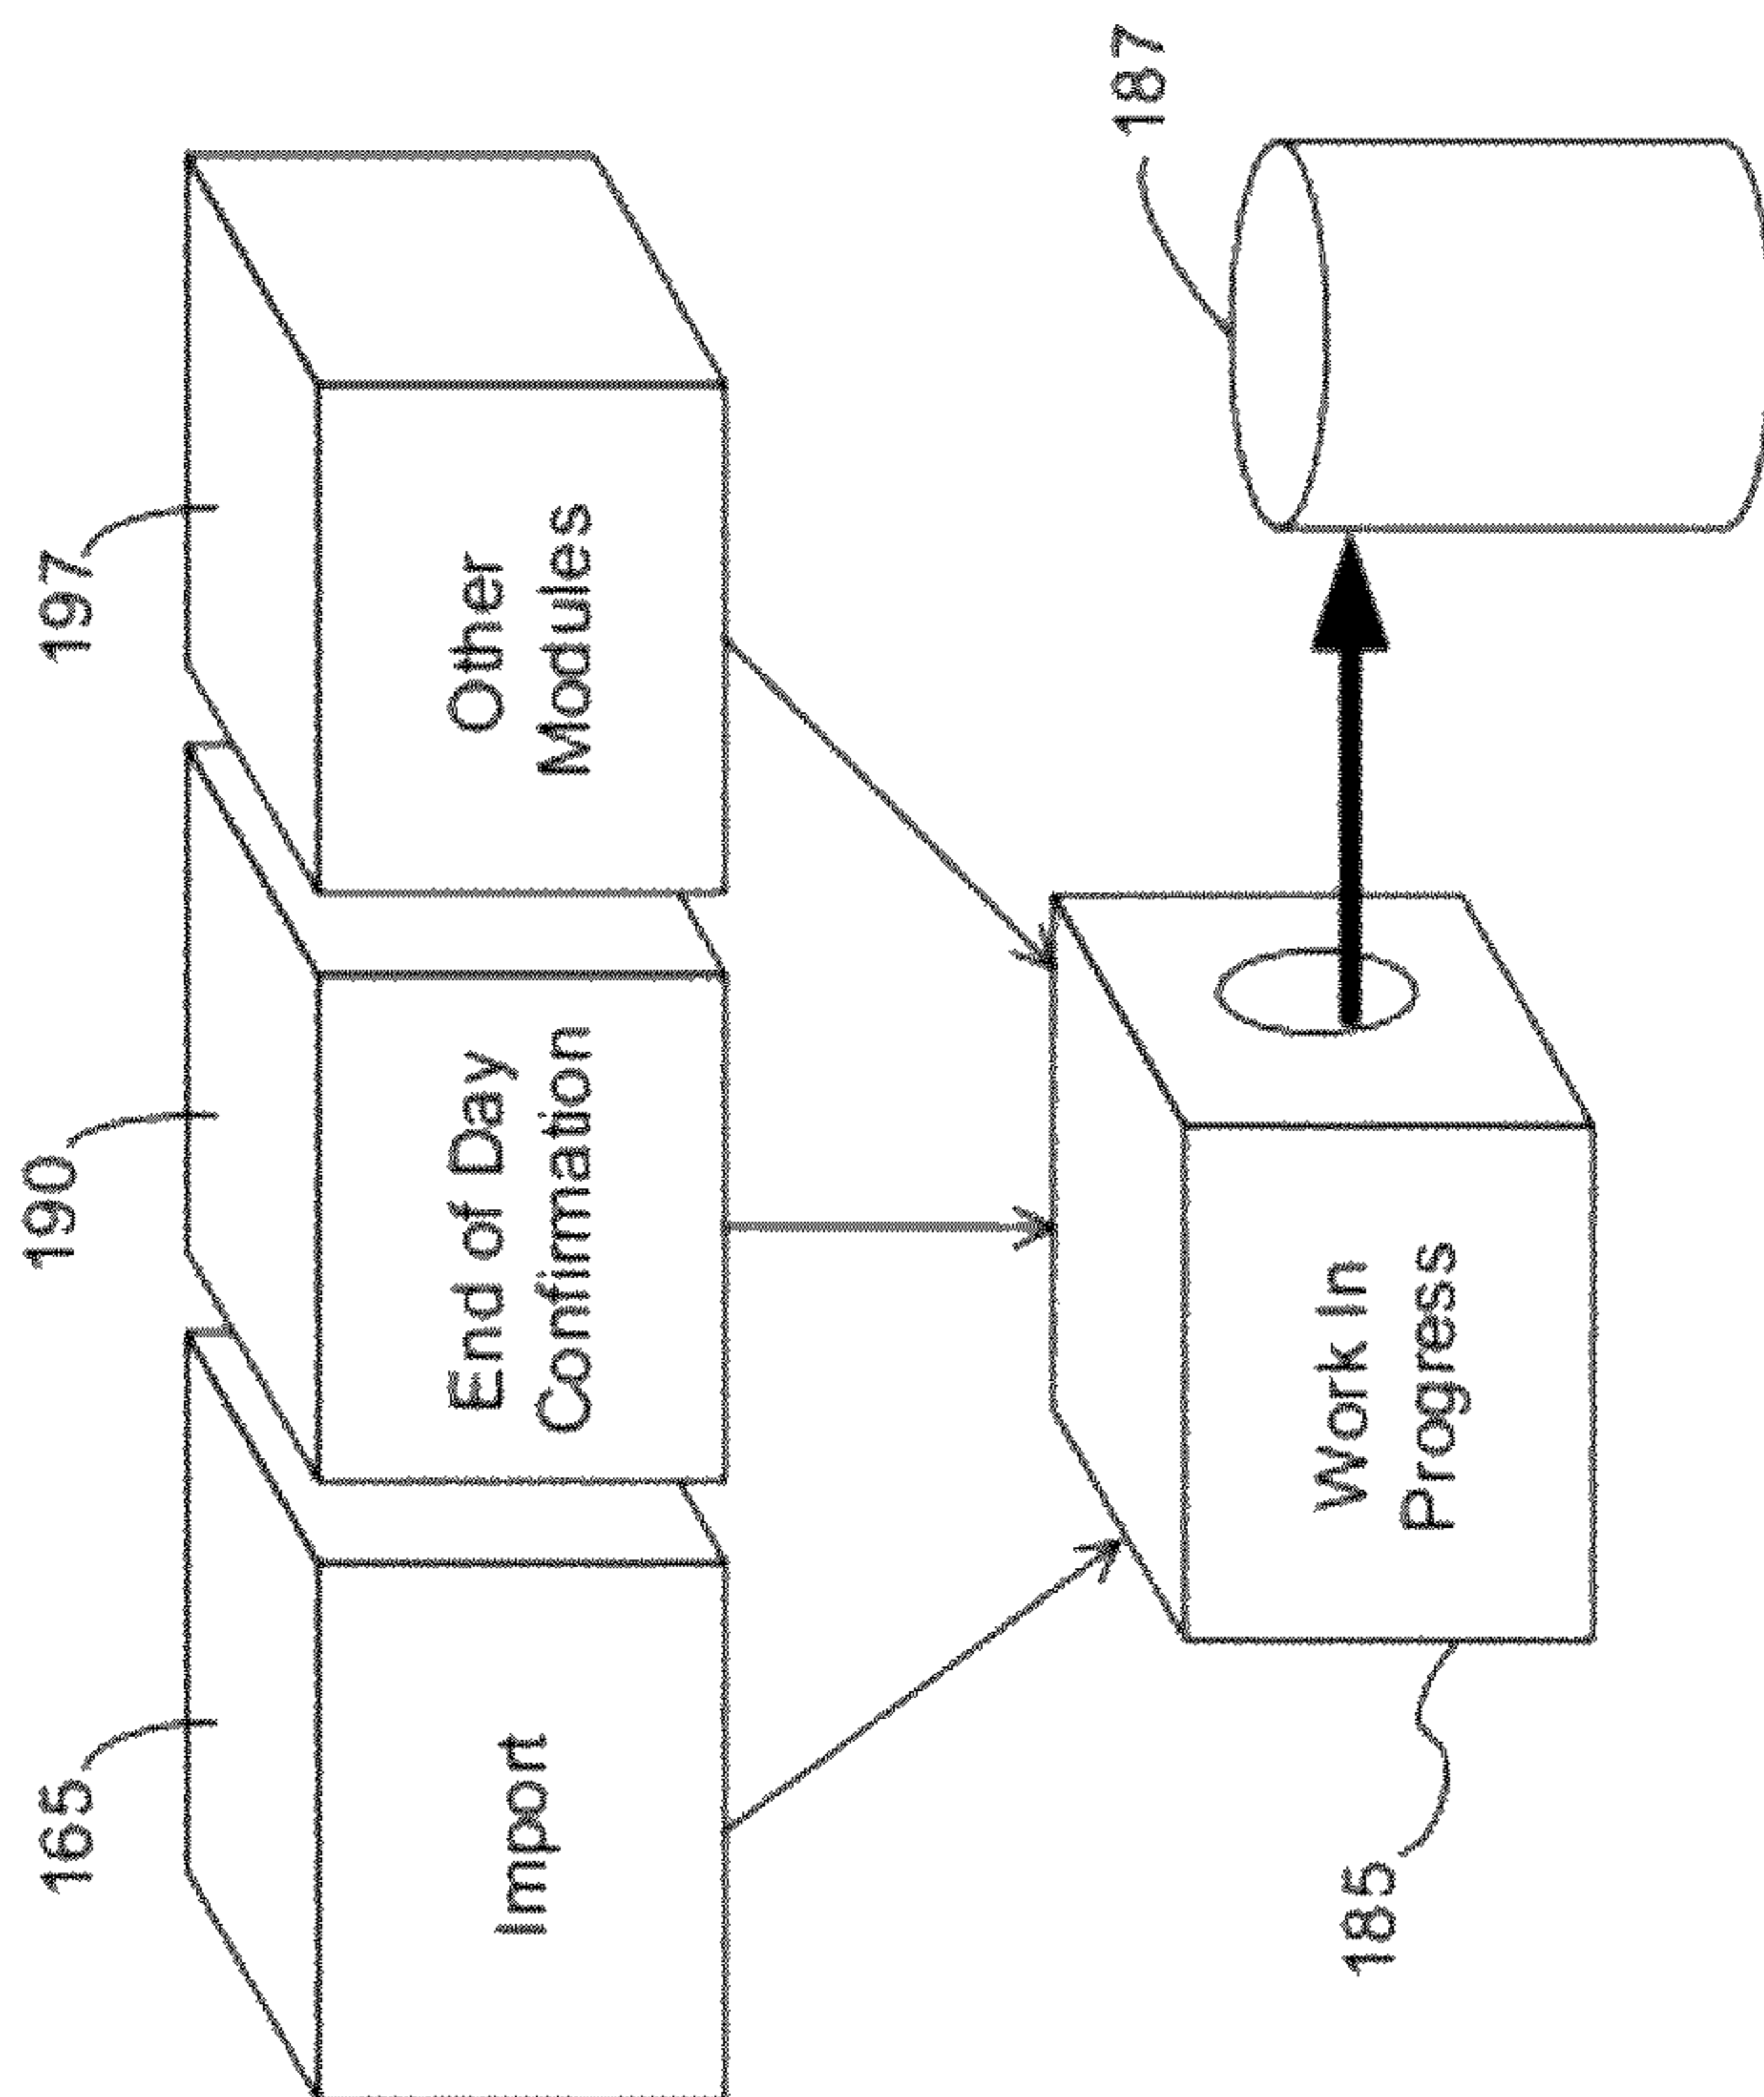 165
Import
190
End of Day
Confirmation
197
Other
Modules
185
Work In
Progress
187